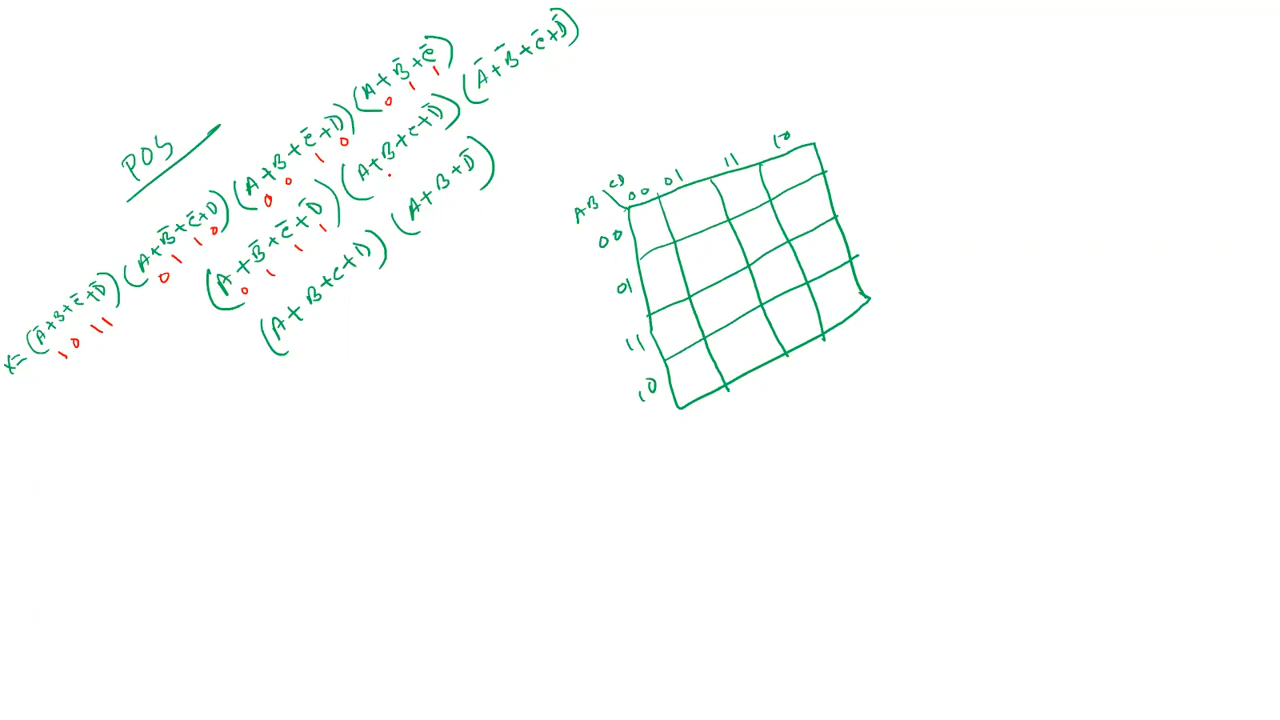 POS
X = (A̅+B+C̅+D̅)(A+B̅+C̅+D)(A+B+C̅+D)(A+B̅+C̅)
1 0 1 1 0 1 1 0 0 0 1 0 0 1 1
(A+B̅+C̅+D̅)(A+B+C+D̅)(A̅+B̅+C̅+D̅)
0 1 1 1
(A+B+C+D)(A+B+D̅)
AB \ CD 00 01 11 10
00
01
11
10